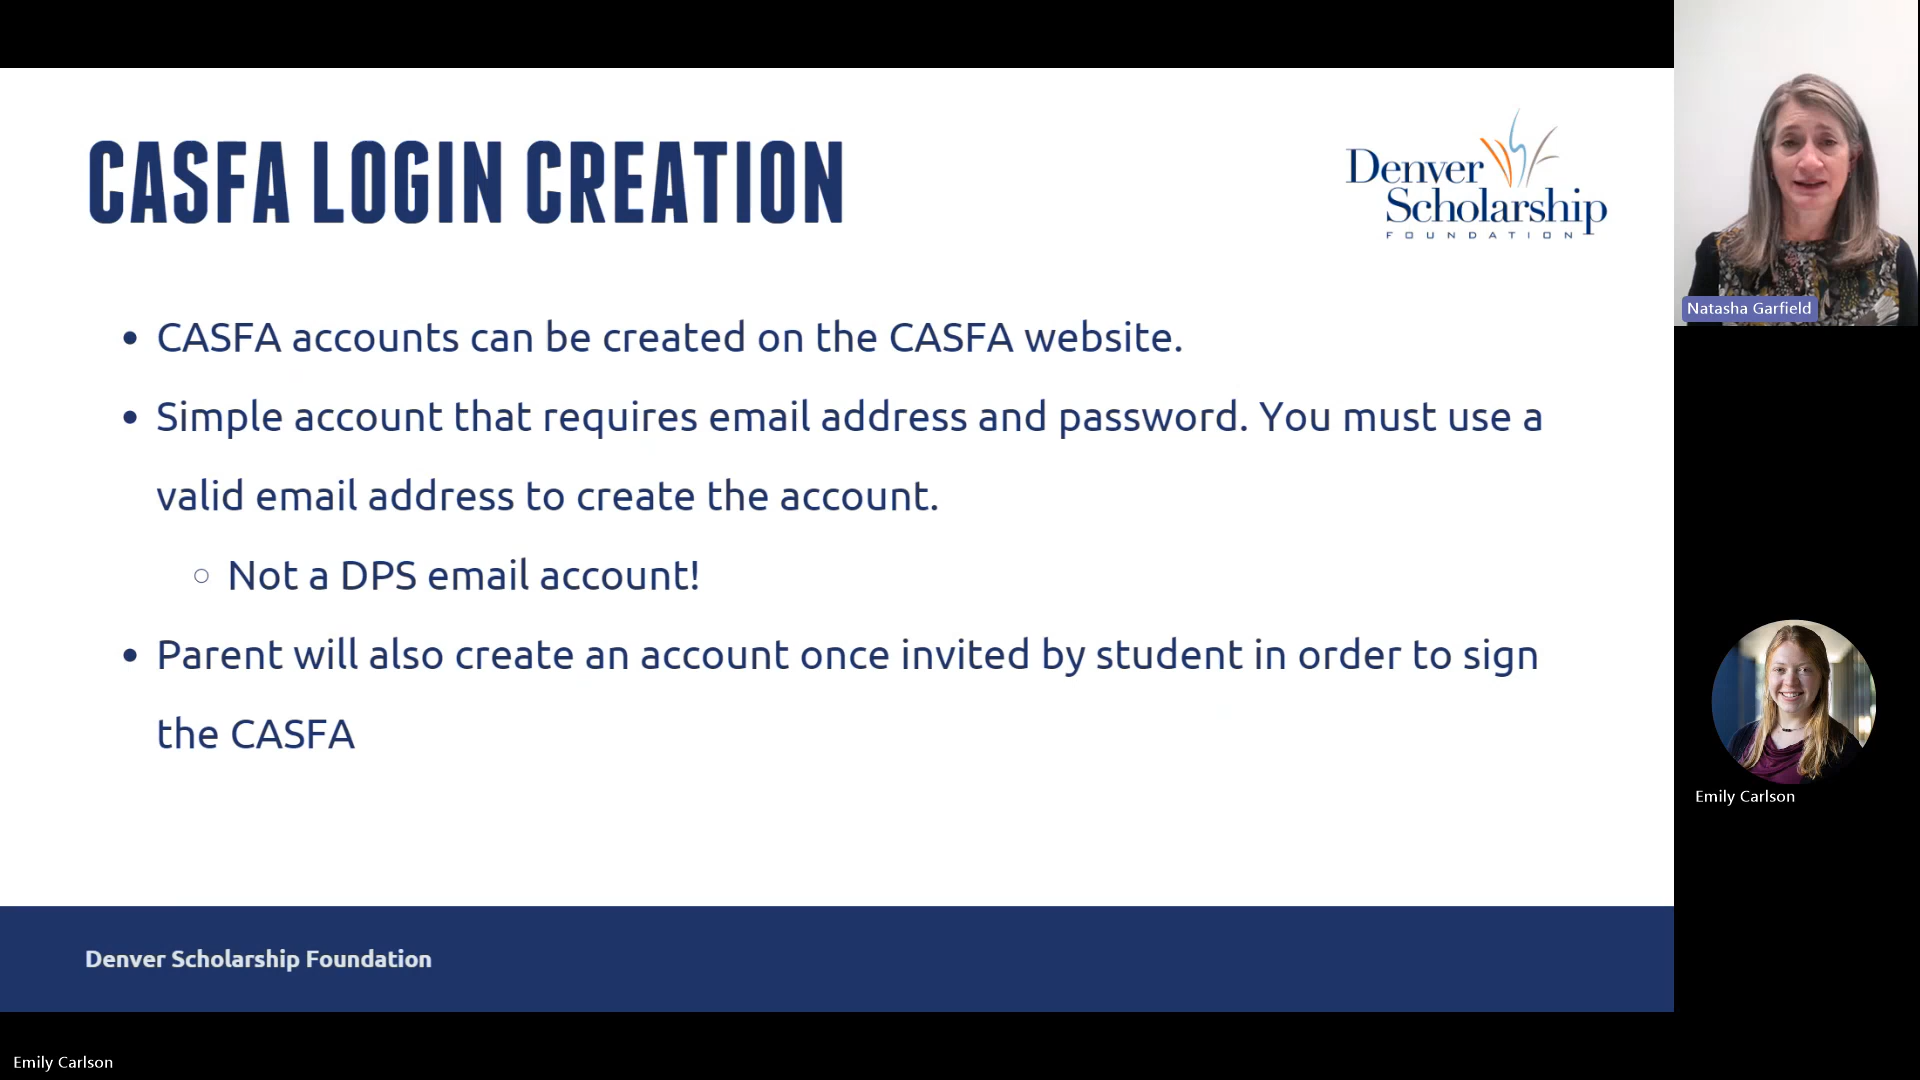 CASFA LOGIN CREATION
Denver
Scholarship
FOUNDATION
• CASFA accounts can be created on the CASFA website.
• Simple account that requires email address and password. You must use a
valid email address to create the account.
○ Not a DPS email account!
• Parent will also create an account once invited by student in order to sign
the CASFA
Denver Scholarship Foundation
Natasha Garfield
Emily Carlson
Emily Carlson